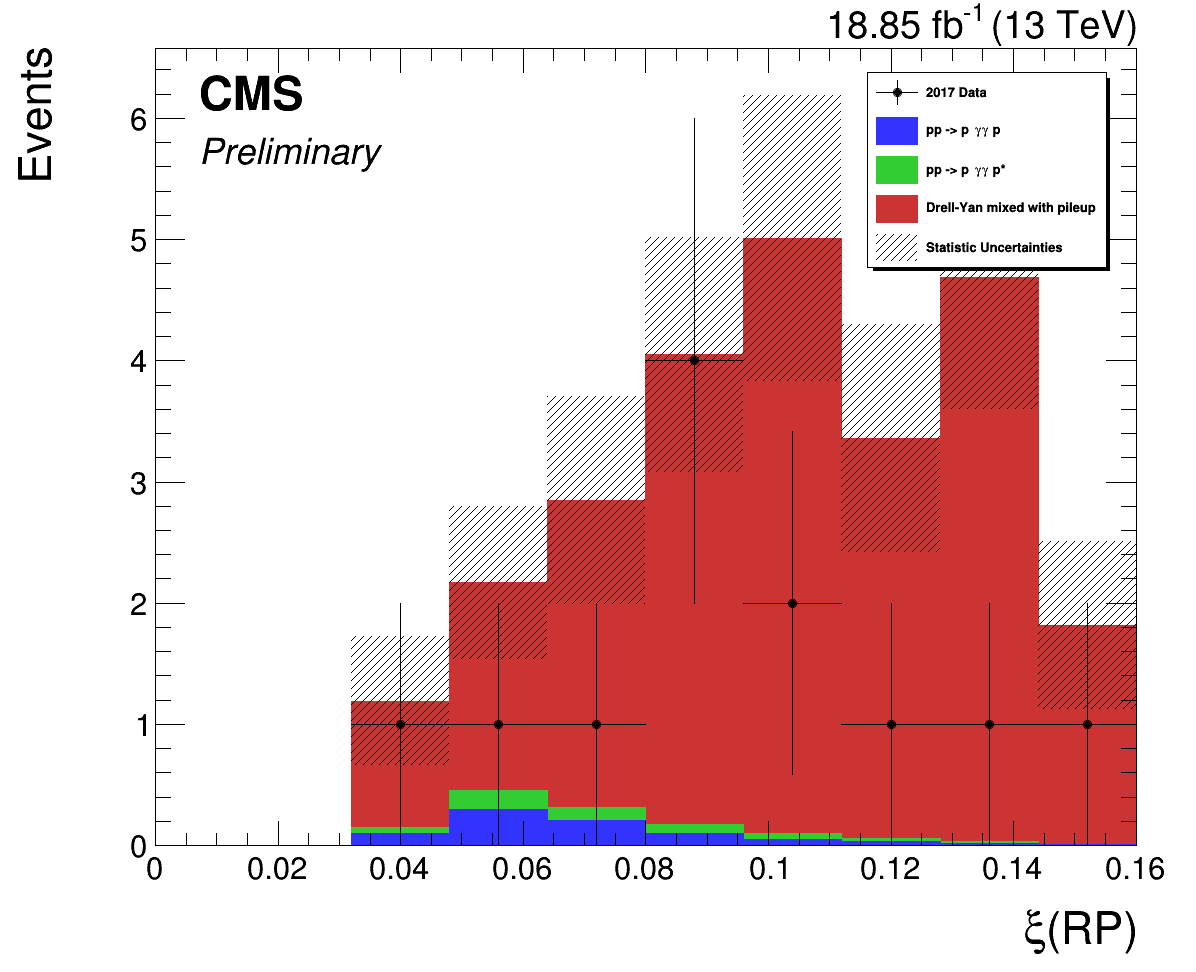 18.85 fb⁻¹ (13 TeV)
Events
CMS
Preliminary
2017 Data
pp -> p γγ p
pp -> p γγ p*
Drell-Yan mixed with pileup
Statistic Uncertainties
6
5
4
3
2
1
0
0 0.02 0.04 0.06 0.08 0.1 0.12 0.14 0.16
ξ(RP)